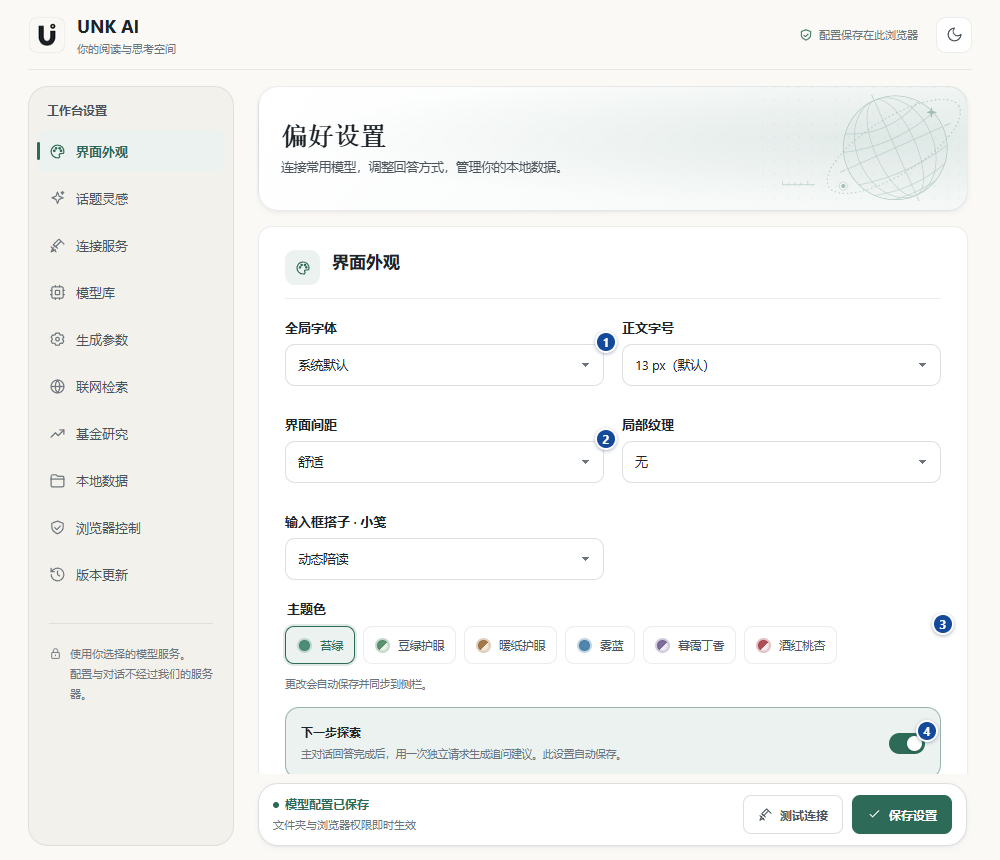 UNK AI
你的阅读与思考空间
配置保存在此浏览器
工作台设置
界面外观
话题灵感
连接服务
模型库
生成参数
联网检索
基金研究
本地数据
浏览器控制
版本更新
使用你选择的模型服务。
配置与对话不经过我们的服务
器。
偏好设置
连接常用模型，调整回答方式，管理你的本地数据。
界面外观
全局字体
系统默认
1
正文字号
13 px（默认）
界面间距
舒适
2
局部纹理
无
输入框搭子 · 小笺
动态陪读
主题色
3
苔绿
豆绿护眼
暖纸护眼
雾蓝
暮霭丁香
酒红桃杏
更改会自动保存并同步到侧栏。
下一步探索
主对话回答完成后，用一次独立请求生成追问建议。此设置自动保存。
4
模型配置已保存
文件夹与浏览器权限即时生效
测试连接
保存设置